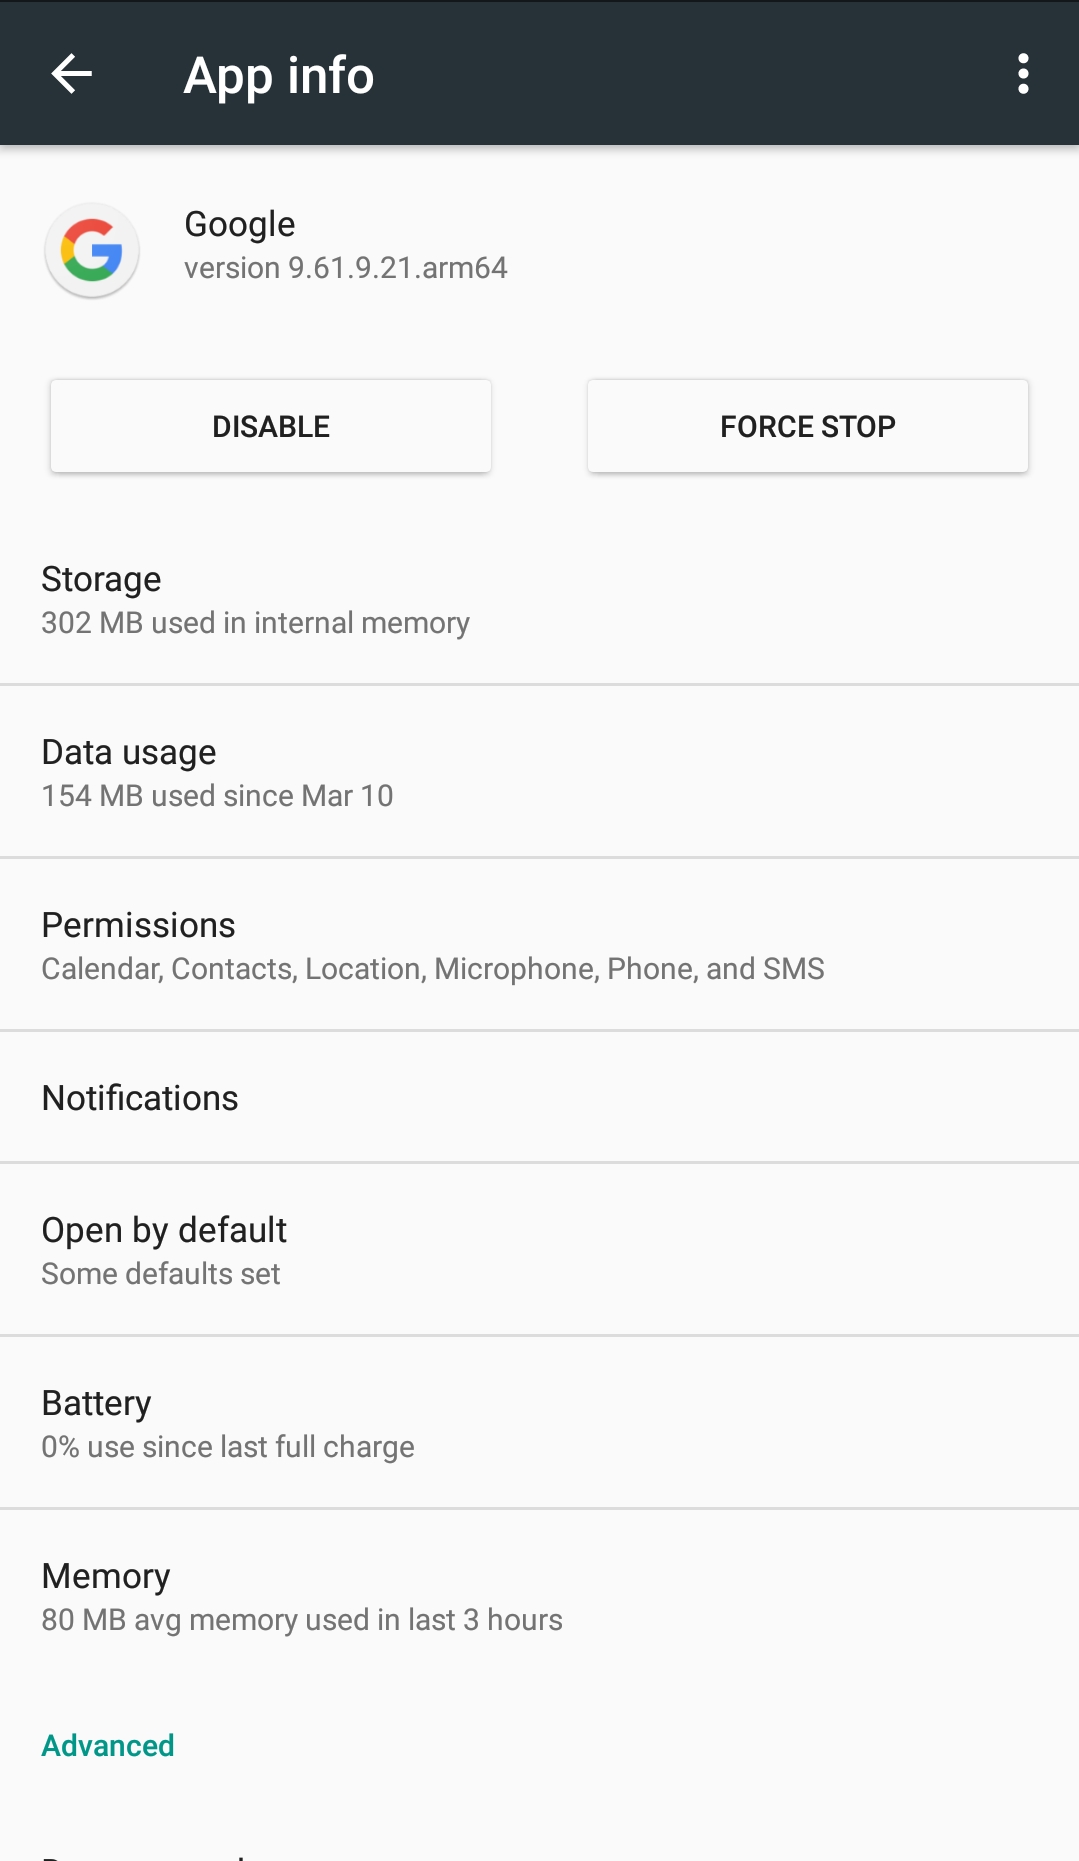 App info
Google
version 9.61.9.21.arm64
DISABLE
FORCE STOP
Storage
302 MB used in internal memory
Data usage
154 MB used since Mar 10
Permissions
Calendar, Contacts, Location, Microphone, Phone, and SMS
Notifications
Open by default
Some defaults set
Battery
0% use since last full charge
Memory
80 MB avg memory used in last 3 hours
Advanced